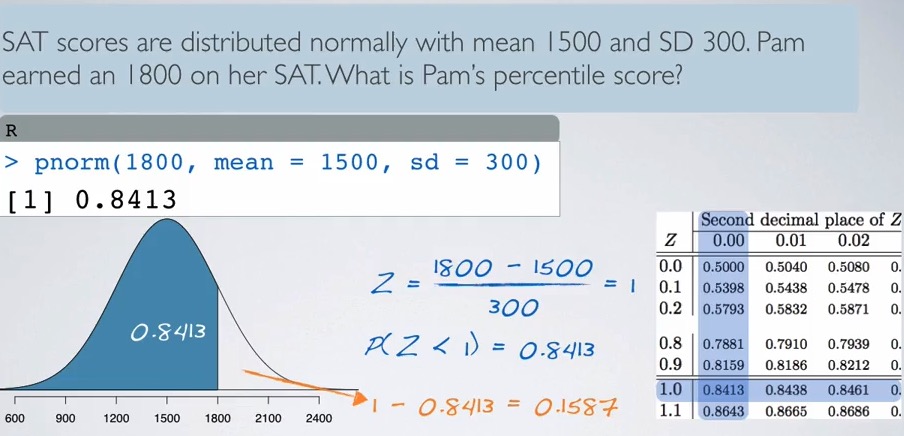 SAT scores are distributed normally with mean 1500 and SD 300. Pam
earned an 1800 on her SAT. What is Pam's percentile score?
R
> pnorm(1800, mean = 1500, sd = 300)
[1] 0.8413
0.8413
600 900 1200 1500 1800 2100 2400
Z = 1800 - 1500 / 300 = 1
P(Z < 1) = 0.8413
1 - 0.8413 = 0.1587
Second decimal place of Z
Z 0.00 0.01 0.02
0.0 0.5000 0.5040 0.5080 0.
0.1 0.5398 0.5438 0.5478 0.
0.2 0.5793 0.5832 0.5871 0.
0.8 0.7881 0.7910 0.7939 0.
0.9 0.8159 0.8186 0.8212 0.
1.0 0.8413 0.8438 0.8461 0.
1.1 0.8643 0.8665 0.8686 0.